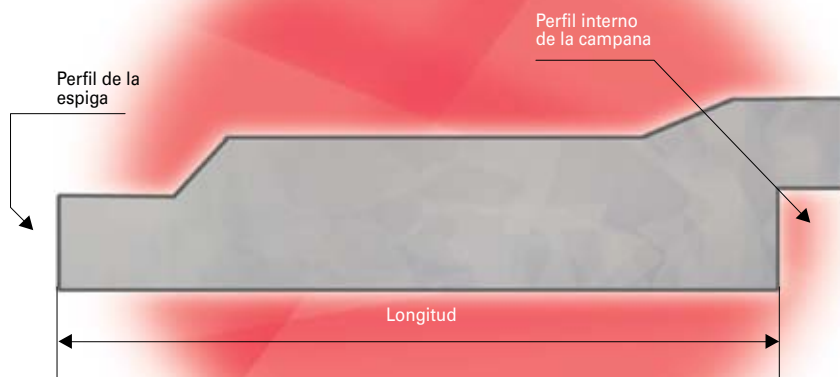 Perfil interno
de la campana
Perfil de la
espiga
Longitud